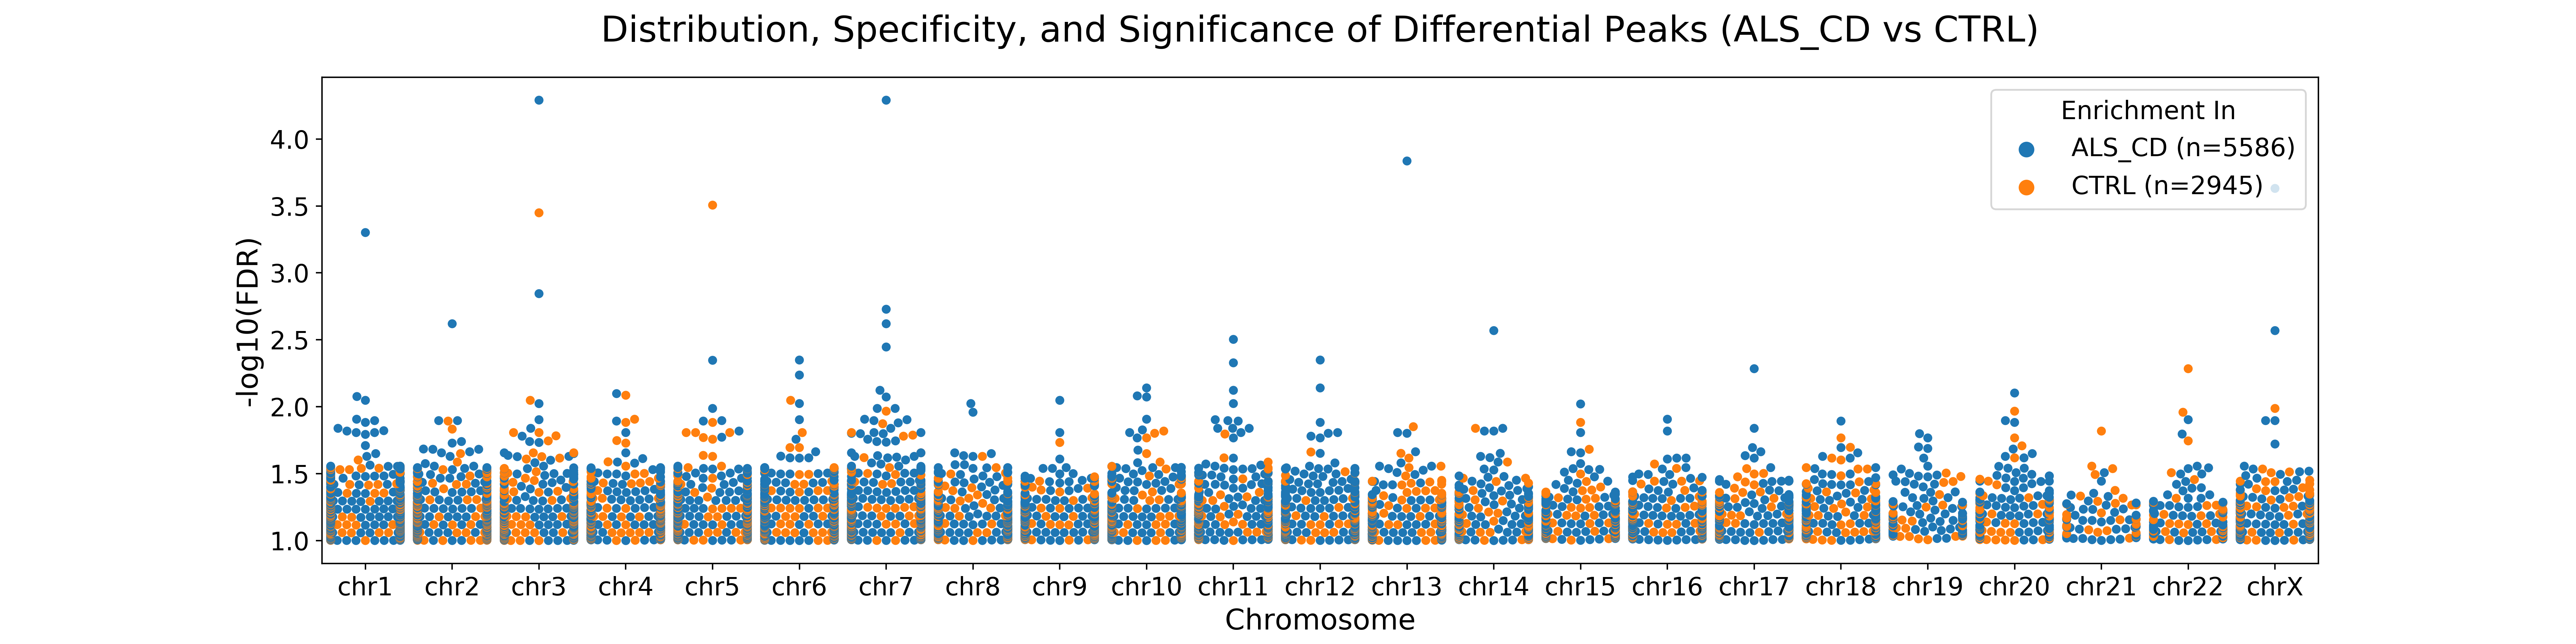 Distribution, Specificity, and Significance of Differential Peaks (ALS_CD vs CTRL)
Enrichment In
ALS_CD (n=5586)
CTRL (n=2945)
-log10(FDR)
4.0
3.5
3.0
2.5
2.0
1.5
1.0
chr1 chr2 chr3 chr4 chr5 chr6 chr7 chr8 chr9 chr10 chr11 chr12 chr13 chr14 chr15 chr16 chr17 chr18 chr19 chr20 chr21 chr22 chrX
Chromosome